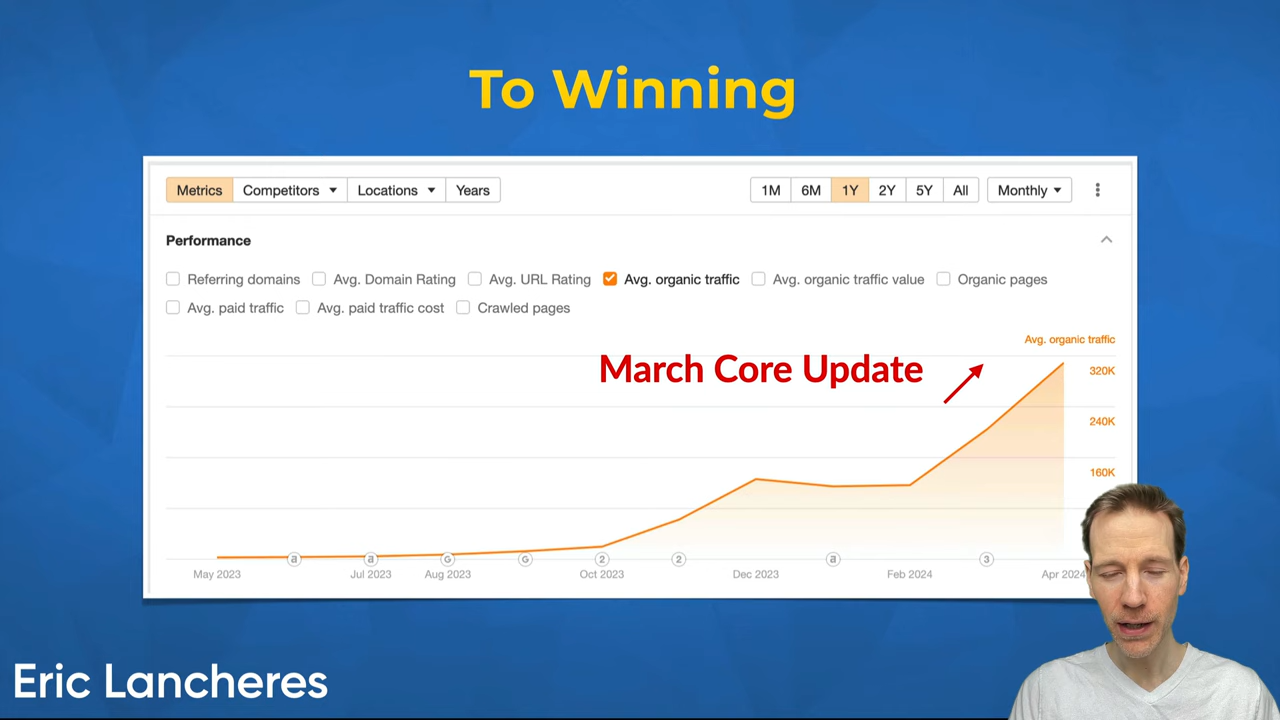 To Winning
Metrics Competitors Locations Years 1M 6M 1Y 2Y 5Y All Monthly
Performance
Referring domains Avg. Domain Rating Avg. URL Rating Avg. organic traffic Avg. organic traffic value Organic pages
Avg. paid traffic Avg. paid traffic cost Crawled pages
Avg. organic traffic
March Core Update
320K
240K
160K
a a G G 2 2 a 3
May 2023 Jul 2023 Aug 2023 Oct 2023 Dec 2023 Feb 2024 Apr 2024
Eric Lancheres